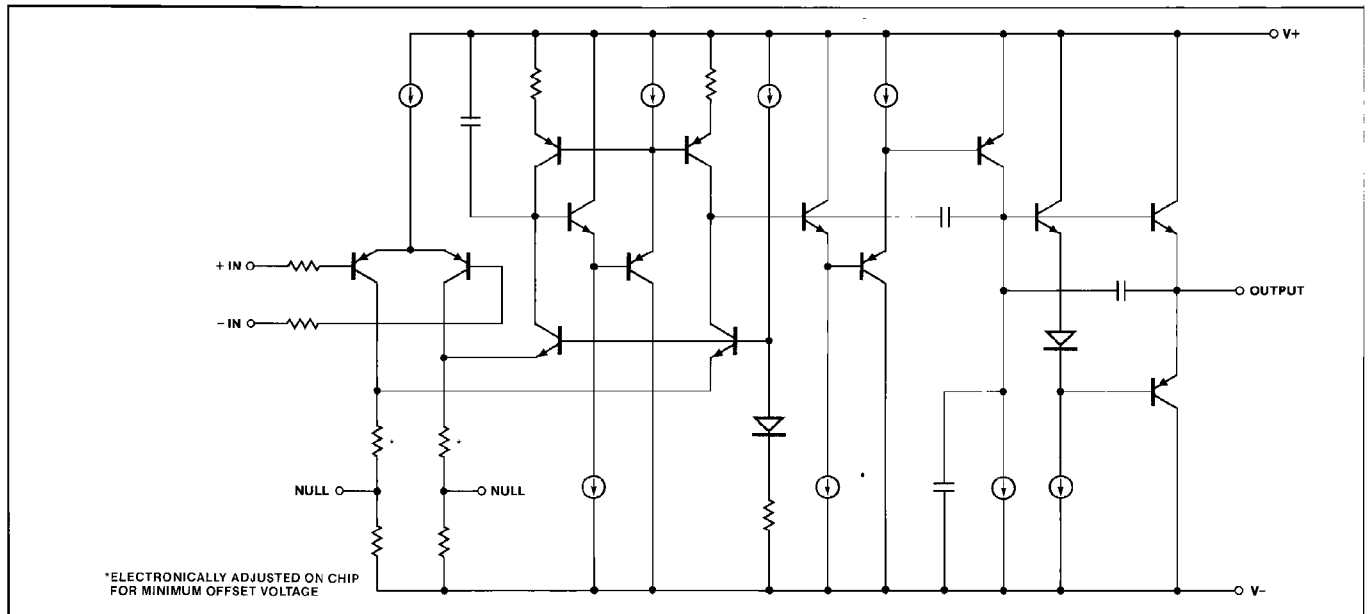 V+
+ IN
- IN
OUTPUT
*
*
NULL
NULL
*ELECTRONICALLY ADJUSTED ON CHIP
FOR MINIMUM OFFSET VOLTAGE
V-